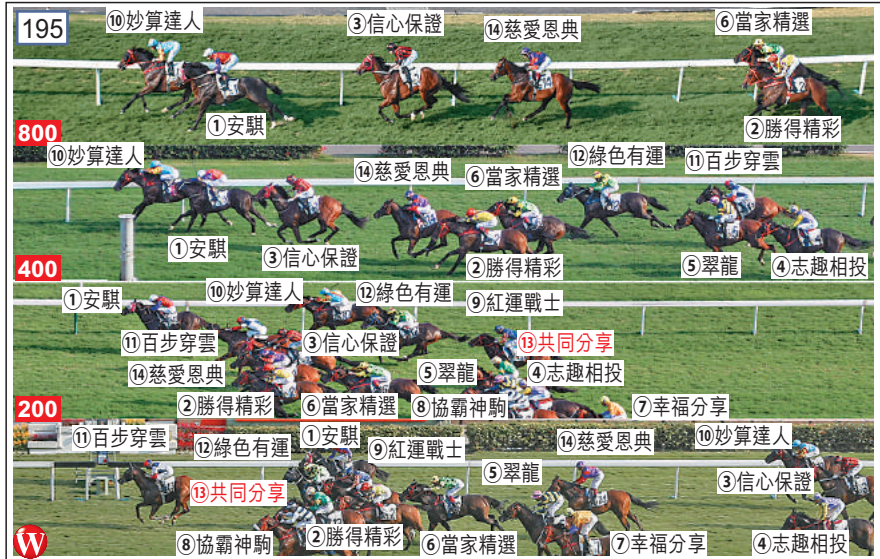 195
⑩妙算達人
③信心保證
⑭慈愛恩典
⑥當家精選
①安騏
②勝得精彩
800
⑩妙算達人
⑭慈愛恩典
⑥當家精選
⑫綠色有運
⑪百步穿雲
①安騏
③信心保證
②勝得精彩
⑤翠龍
④志趣相投
400
①安騏
⑩妙算達人
⑫綠色有運
⑨紅運戰士
⑪百步穿雲
③信心保證
⑬共同分享
⑭慈愛恩典
⑤翠龍
④志趣相投
②勝得精彩
⑥當家精選
⑧協霸神駒
⑦幸福分享
200
⑪百步穿雲
⑫綠色有運
①安騏
⑨紅運戰士
⑭慈愛恩典
⑩妙算達人
⑤翠龍
③信心保證
⑬共同分享
⑧協霸神駒
②勝得精彩
⑥當家精選
⑦幸福分享
④志趣相投
W